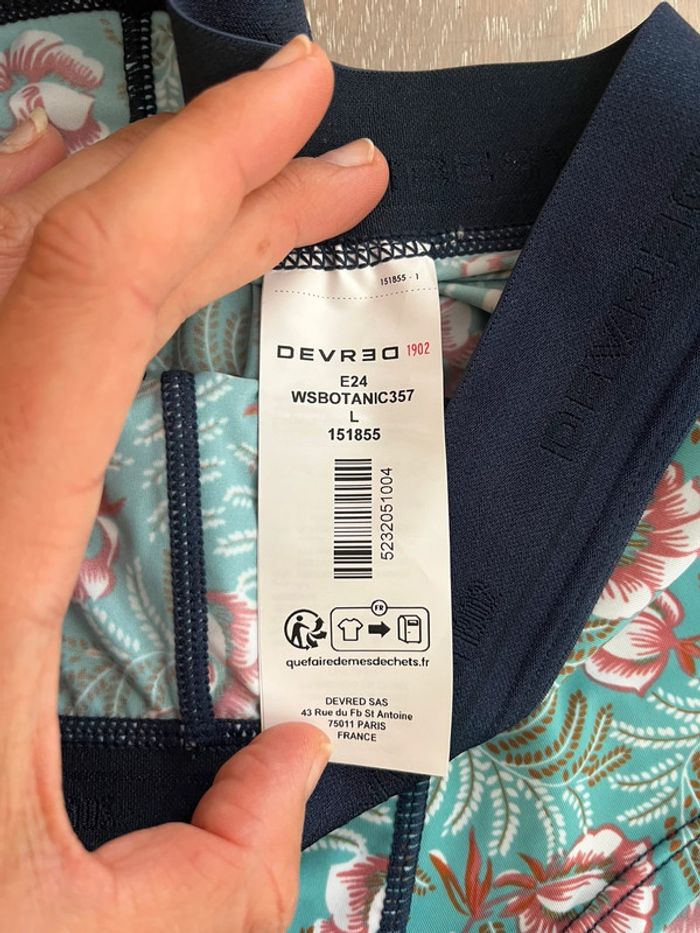 151855 - 1
DEVRED 1902
E24
WSBOTANIC357
L
151855
5232051004
FR
quefairedemesdechets.fr
DEVRED SAS
43 Rue du Fb St Antoine
75011 PARIS
FRANCE